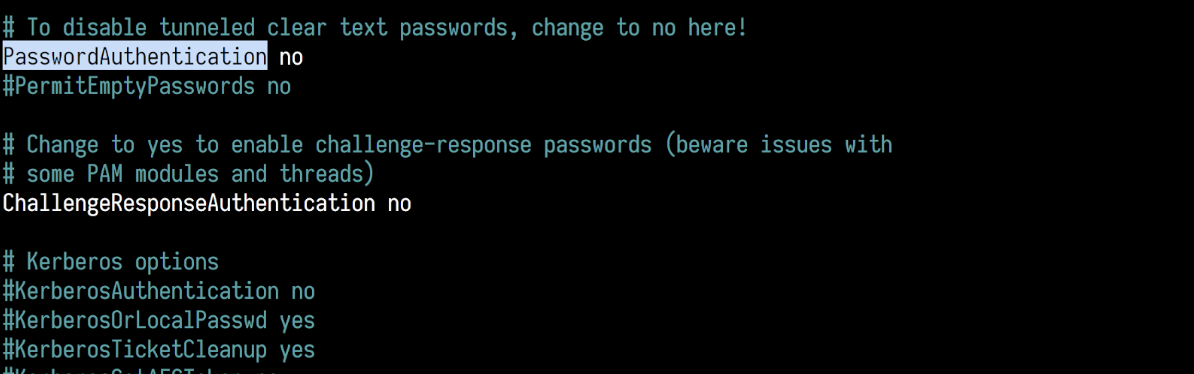 # To disable tunneled clear text passwords, change to no here!
PasswordAuthentication no
#PermitEmptyPasswords no
# Change to yes to enable challenge-response passwords (beware issues with
# some PAM modules and threads)
ChallengeResponseAuthentication no
# Kerberos options
#KerberosAuthentication no
#KerberosOrLocalPasswd yes
#KerberosTicketCleanup yes
#KerberosGetAFSToken no